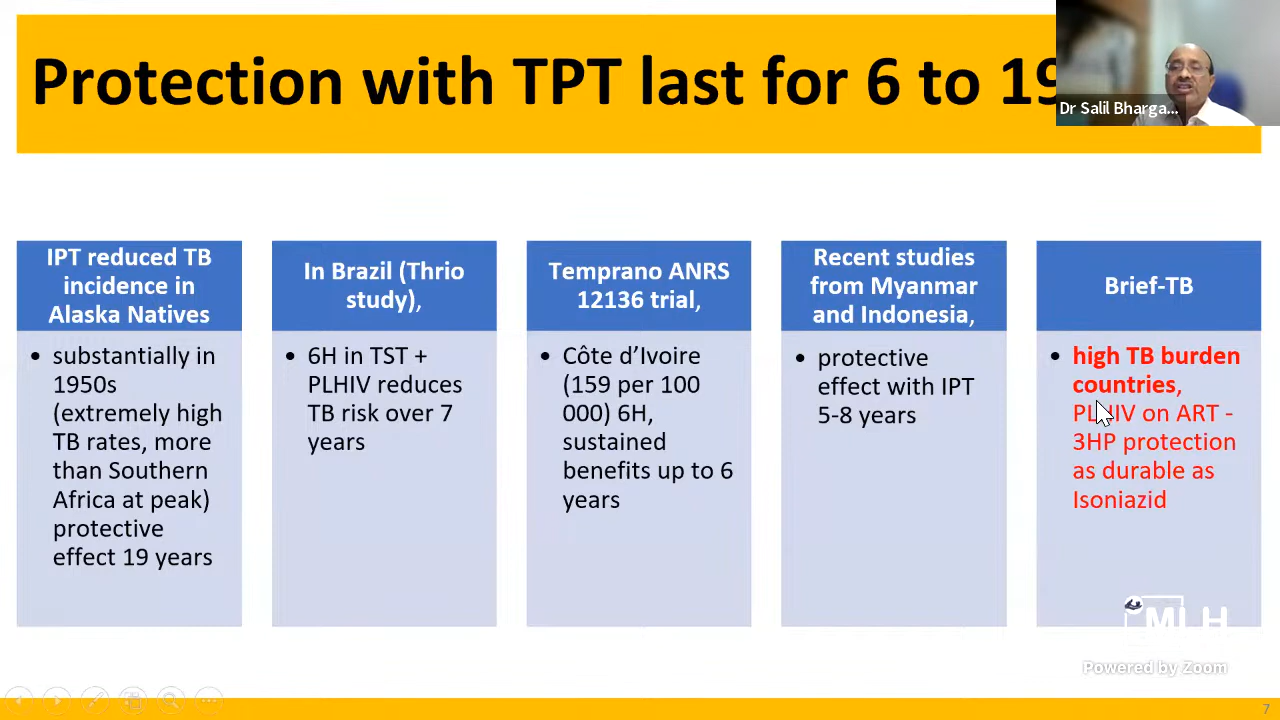 Protection with TPT last for 6 to 19
Dr Salil Bharga...
IPT reduced TB
incidence in
Alaska Natives
• substantially in
1950s
(extremely high
TB rates, more
than Southern
Africa at peak)
protective
effect 19 years
In Brazil (Thrio
study),
• 6H in TST +
PLHIV reduces
TB risk over 7
years
Temprano ANRS
12136 trial,
• Côte d’Ivoire
(159 per 100
000) 6H,
sustained
benefits up to 6
years
Recent studies
from Myanmar
and Indonesia,
• protective
effect with IPT
5-8 years
Brief-TB
• high TB burden
countries,
PLHIV on ART -
3HP protection
as durable as
Isoniazid
MLH
Powered by Zoom
7